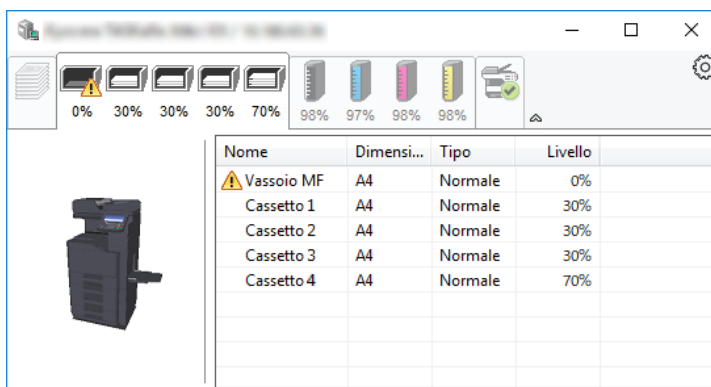 0% 30% 30% 30% 70% 98% 97% 98% 98%
Nome Dimensi... Tipo Livello
Vassoio MF A4 Normale 0%
Cassetto 1 A4 Normale 30%
Cassetto 2 A4 Normale 30%
Cassetto 3 A4 Normale 30%
Cassetto 4 A4 Normale 70%